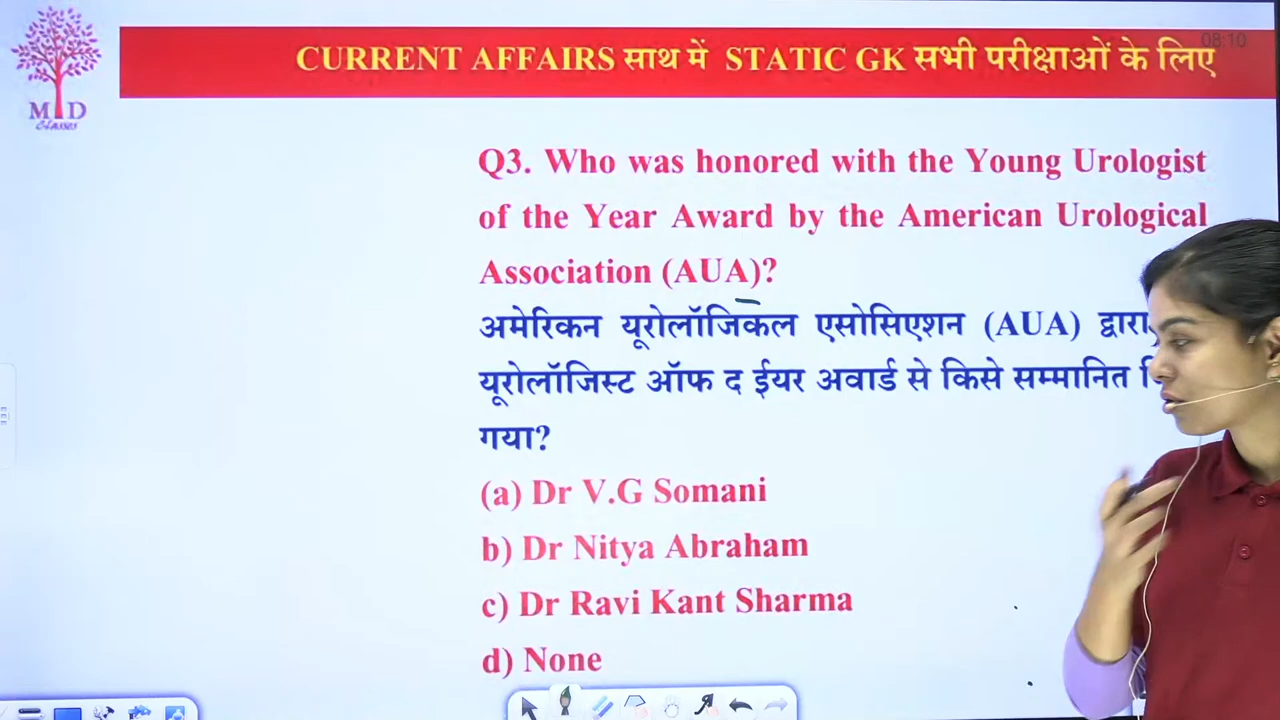 08:10
CURRENT AFFAIRS साथ में STATIC GK सभी परीक्षाओं के लिए
M D
Classes
Q3. Who was honored with the Young Urologist
of the Year Award by the American Urological
Association (AUA)?
अमेरिकन यूरोलॉजिकल एसोसिएशन (AUA) द्वारा
यूरोलॉजिस्ट ऑफ द ईयर अवार्ड से किसे सम्मानित
गया?
(a) Dr V.G Somani
b) Dr Nitya Abraham
c) Dr Ravi Kant Sharma
d) None